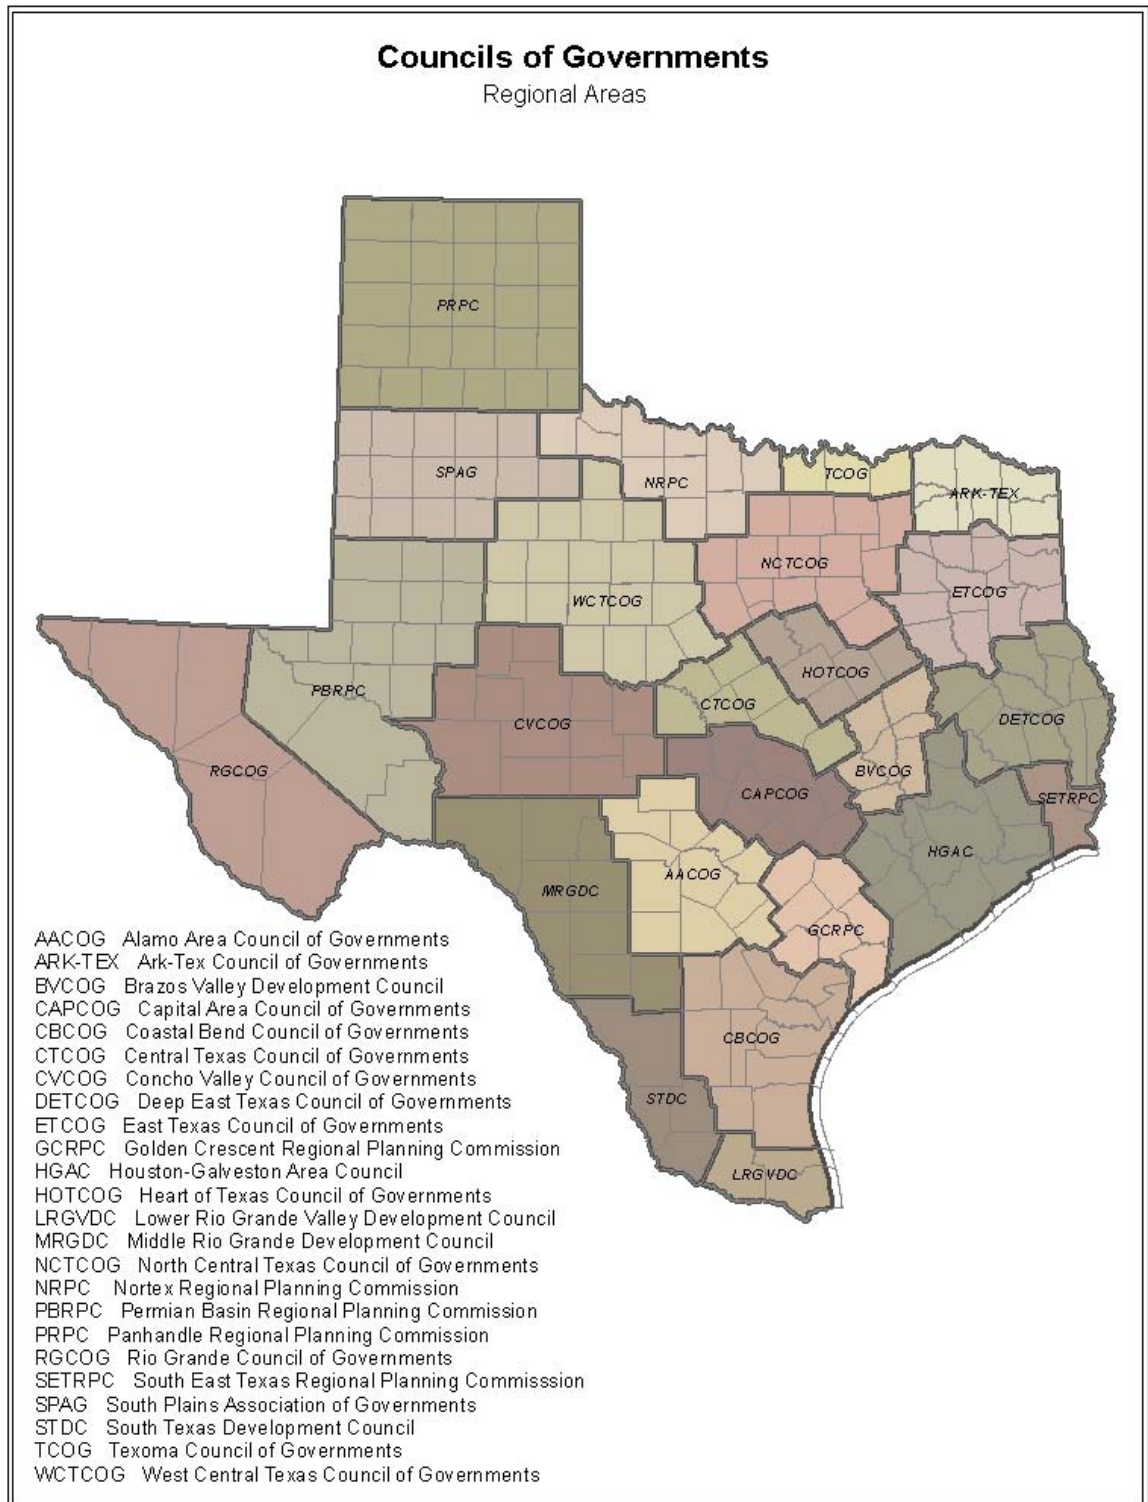 Councils of Governments
Regional Areas
PRPC
SPAG
NRPC
TCOG
ARK-TEX
NCTCOG
ETCOG
WCTCOG
HOTCOG
PBRPC
CTCOG
CVCOG
DETCOG
RGCOG
BVCOG
CAPCOG
SETRPC
HGAC
AACOG
MRGDC
GCRPC
CBCOG
STDC
LRGVDC
AACOG Alamo Area Council of Governments
ARK-TEX Ark-Tex Council of Governments
BVCOG Brazos Valley Development Council
CAPCOG Capital Area Council of Governments
CBCOG Coastal Bend Council of Governments
CTCOG Central Texas Council of Governments
CVCOG Concho Valley Council of Governments
DETCOG Deep East Texas Council of Governments
ETCOG East Texas Council of Governments
GCRPC Golden Crescent Regional Planning Commission
HGAC Houston-Galveston Area Council
HOTCOG Heart of Texas Council of Governments
LRGVDC Lower Rio Grande Valley Development Council
MRGDC Middle Rio Grande Development Council
NCTCOG North Central Texas Council of Governments
NRPC Nortex Regional Planning Commission
PBRPC Permian Basin Regional Planning Commission
PRPC Panhandle Regional Planning Commission
RGCOG Rio Grande Council of Governments
SETRPC South East Texas Regional Planning Commisssion
SPAG South Plains Association of Governments
STDC South Texas Development Council
TCOG Texoma Council of Governments
WCTCOG West Central Texas Council of Governments